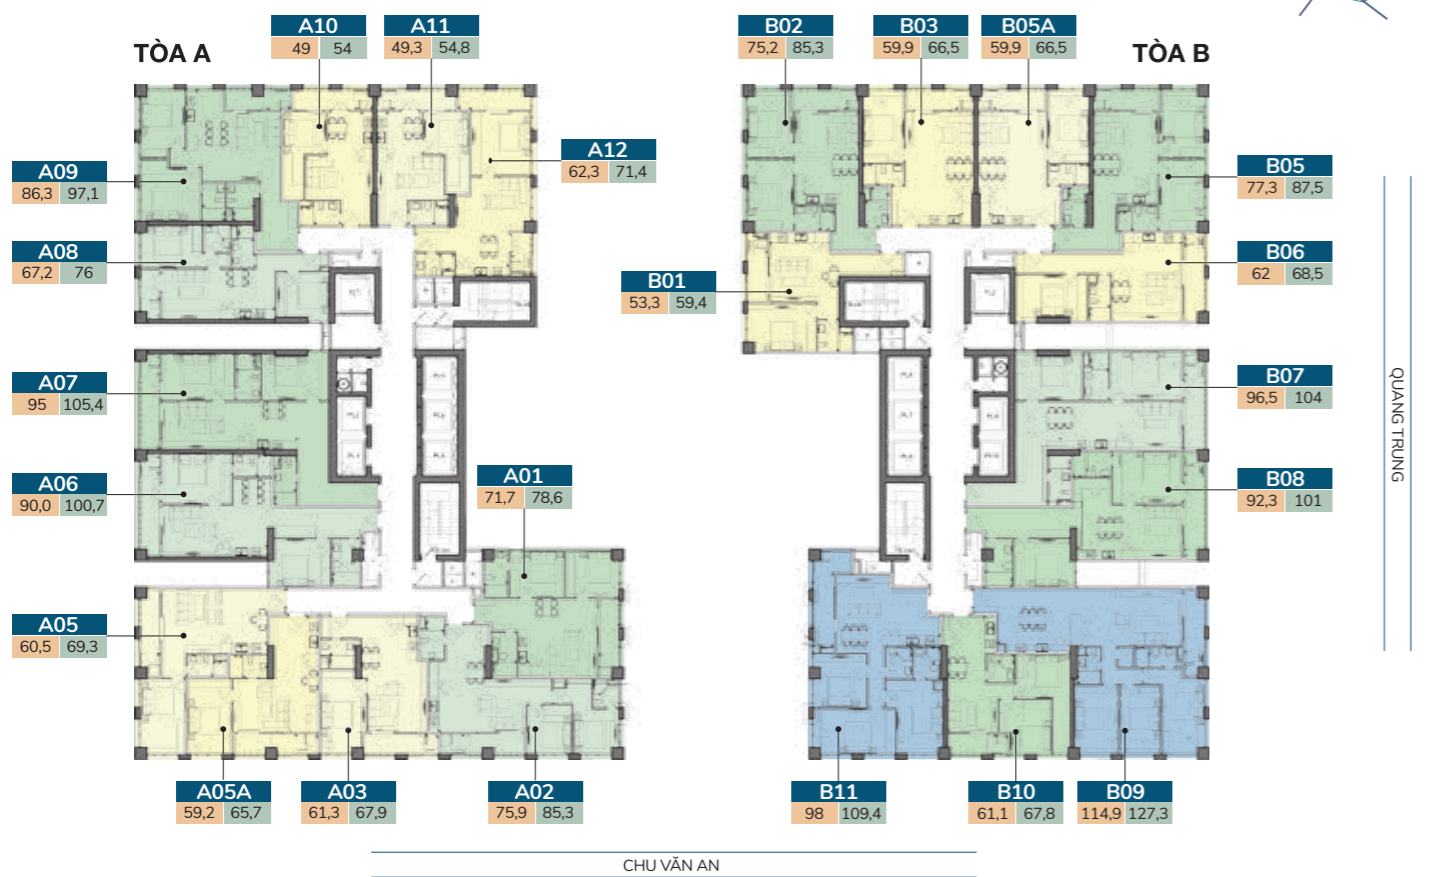 A10
49 54
A11
49,3 54,8
B02
75,2 85,3
B03
59,9 66,5
B05A
59,9 66,5
TÒA A
TÒA B
A12
62,3 71,4
A09
86,3 97,1
B05
77,3 87,5
A08
67,2 76
B06
62 68,5
B01
53,3 59,4
A07
95 105,4
B07
96,5 104
QUANG TRUNG
A06
90,0 100,7
A01
71,7 78,6
B08
92,3 101
A05
60,5 69,3
A05A
59,2 65,7
A03
61,3 67,9
A02
75,9 85,3
B11
98 109,4
B10
61,1 67,8
B09
114,9 127,3
CHU VĂN AN